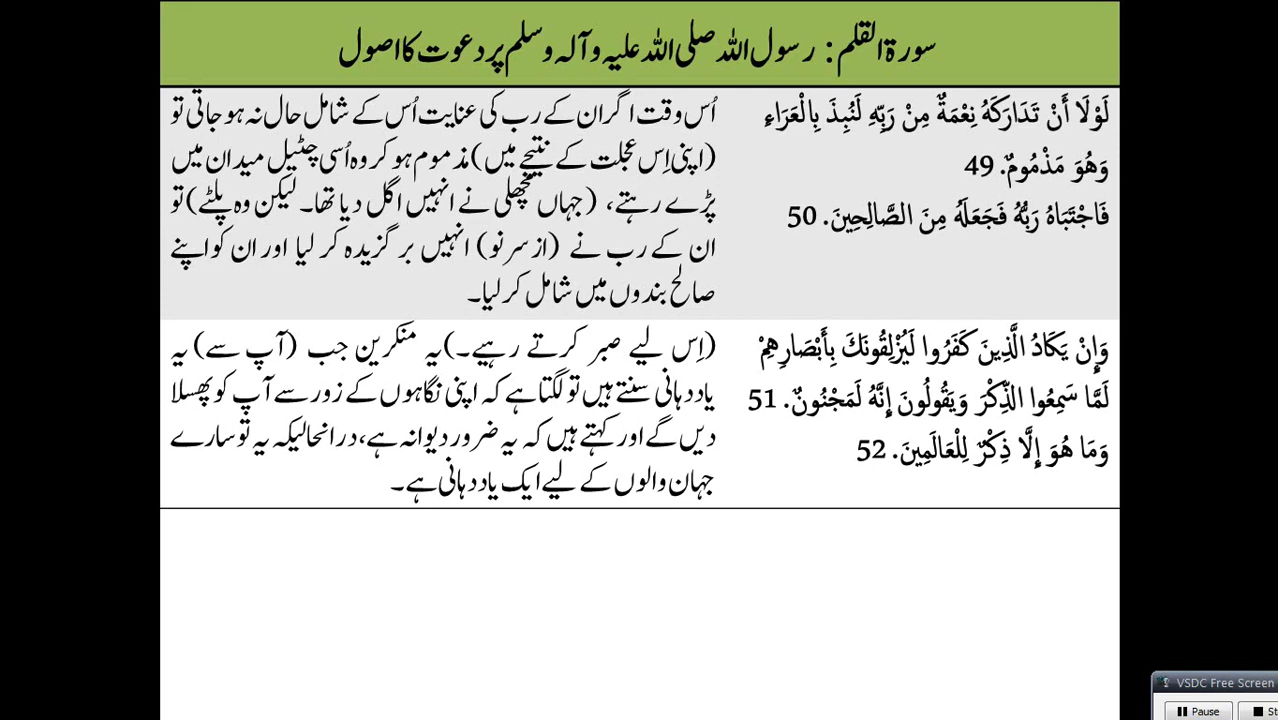 سورۃ القلم: رسول اللہ صلی اللہ علیہ وآلہ وسلم پر دعوت کا اصول
لَوْلَا أَنْ تَدَارَكَهُ نِعْمَةٌ مِنْ رَبِّهِ لَنُبِذَ بِالْعَرَاءِ
وَهُوَ مَذْمُومٌ. 49
فَاجْتَبَاهُ رَبُّهُ فَجَعَلَهُ مِنَ الصَّالِحِينَ. 50
اُس وقت اگر ان کے رب کی عنایت اُس کے شامل حال نہ ہو جاتی تو
(اپنی اِس عجلت کے نتیجے میں) مذموم ہو کر وہ اُسی چٹیل میدان میں
پڑے رہتے، (جہاں مچھلی نے انہیں اگل دیا تھا۔ لیکن وہ پلٹے) تو
ان کے رب نے (از سر نو) انہیں بر گزیدہ کر لیا اور ان کو اپنے
صالح بندوں میں شامل کر لیا۔
وَإِنْ يَكَادُ الَّذِينَ كَفَرُوا لَيُزْلِقُونَكَ بِأَبْصَارِهِمْ
لَمَّا سَمِعُوا الذِّكْرَ وَيَقُولُونَ إِنَّهُ لَمَجْنُونٌ. 51
وَمَا هُوَ إِلَّا ذِكْرٌ لِلْعَالَمِينَ. 52
(اِس لیے صبر کرتے رہیے۔) یہ منکرین جب (آپ سے) یہ
یاد دہانی سنتے ہیں تو لگتا ہے کہ اپنی نگاہوں کے زور سے آپ کو پھسلا
دیں گے اور کہتے ہیں کہ یہ ضرور دیوانہ ہے، درانحالیکہ یہ تو سارے
جہان والوں کے لیے ایک یاد دہانی ہے۔
VSDC Free Screen
Pause
St